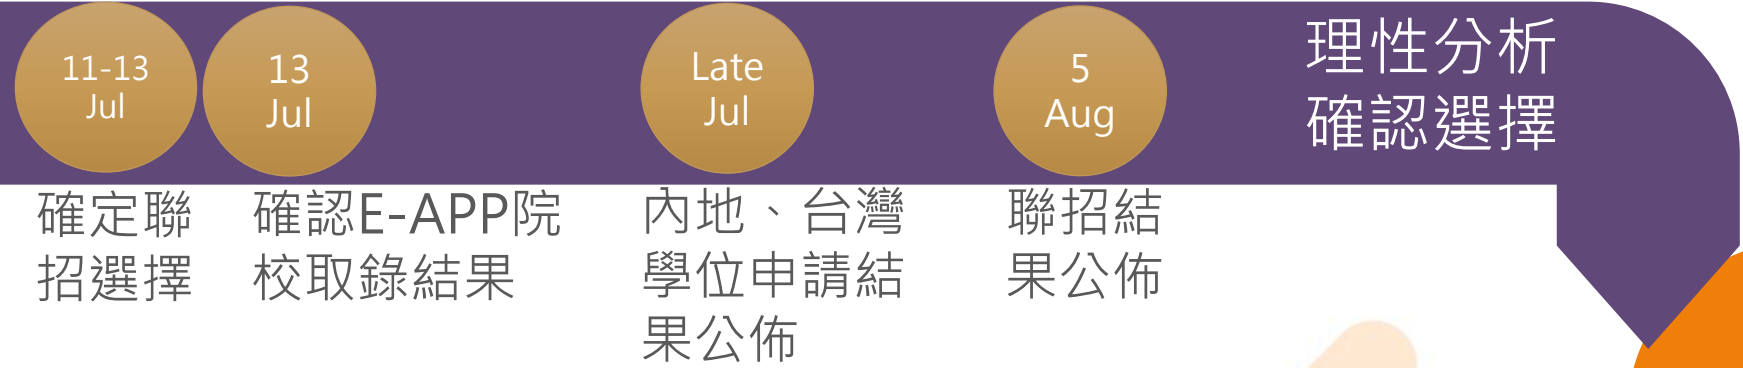 11-13
Jul
13
Jul
Late
Jul
5
Aug
理性分析
確認選擇
確定聯
招選擇
確認E-APP院
校取錄結果
內地、台灣
學位申請結
果公佈
聯招結
果公佈